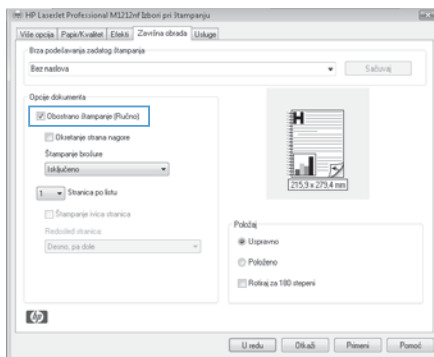 HP LaserJet Professional M1212nf Izbori pri štampanju
Više opcija Papir/Kvalitet Efekti Završna obrada Usluge
Brza podešavanja zadatog štampanja
Bez naslova
Sačuvaj
Opcije dokumenta
Obostrano štampanje (Ručno)
Okretanje strana nagore
Štampanje brošure
Isključeno
1 Stranica po listu
Štampanje ivica stranica
Redosled stranica:
Desno, pa dole
H
215,9 x 279,4 mm
Položaj
Uspravno
Položeno
Rotiraj za 180 stepeni
hp
U redu Otkaži Primeni Pomoć